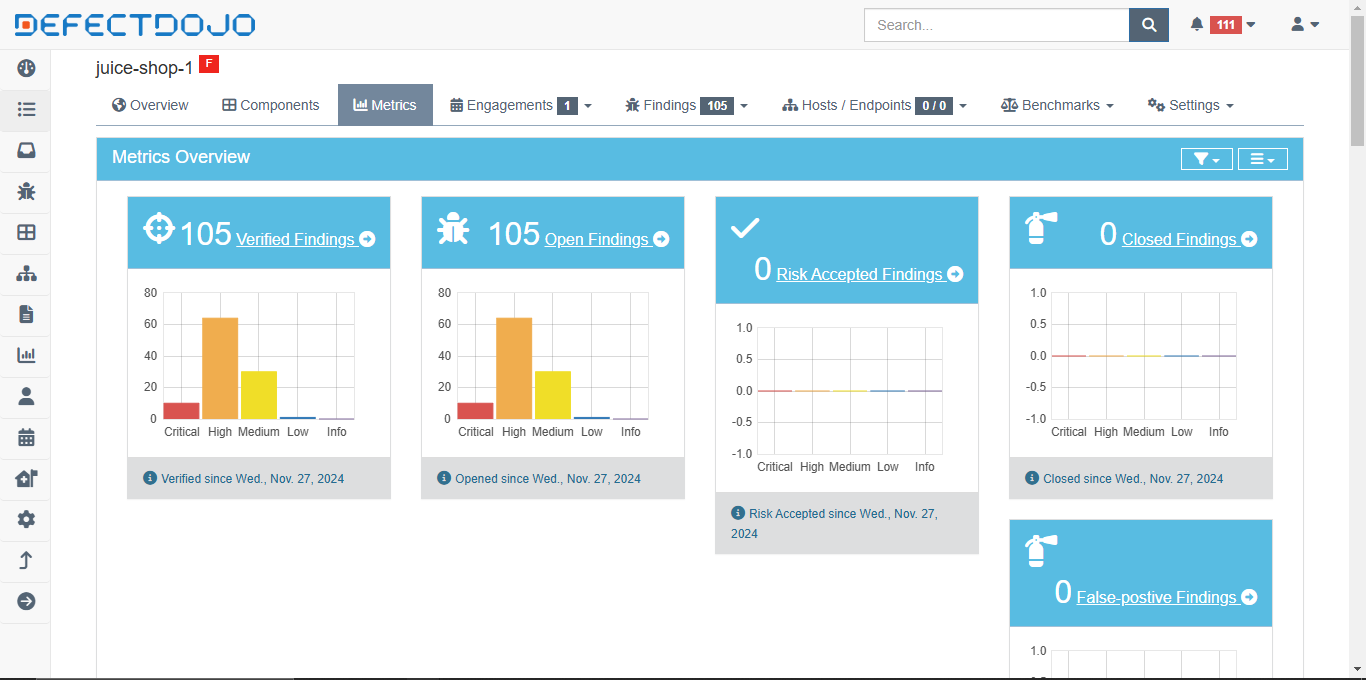 DEFECTDOJO
Search...
111
juice-shop-1 F
Overview Components Metrics Engagements 1 Findings 105 Hosts / Endpoints 0 / 0 Benchmarks Settings
Metrics Overview
105 Verified Findings
80
60
40
20
0
Critical High Medium Low Info
Verified since Wed., Nov. 27, 2024
105 Open Findings
80
60
40
20
0
Critical High Medium Low Info
Opened since Wed., Nov. 27, 2024
0 Risk Accepted Findings
1.0
0.5
0.0
-0.5
-1.0
Critical High Medium Low Info
Risk Accepted since Wed., Nov. 27,
2024
0 Closed Findings
1.0
0.5
0.0
-0.5
-1.0
Critical High Medium Low Info
Closed since Wed., Nov. 27, 2024
0 False-postive Findings
1.0